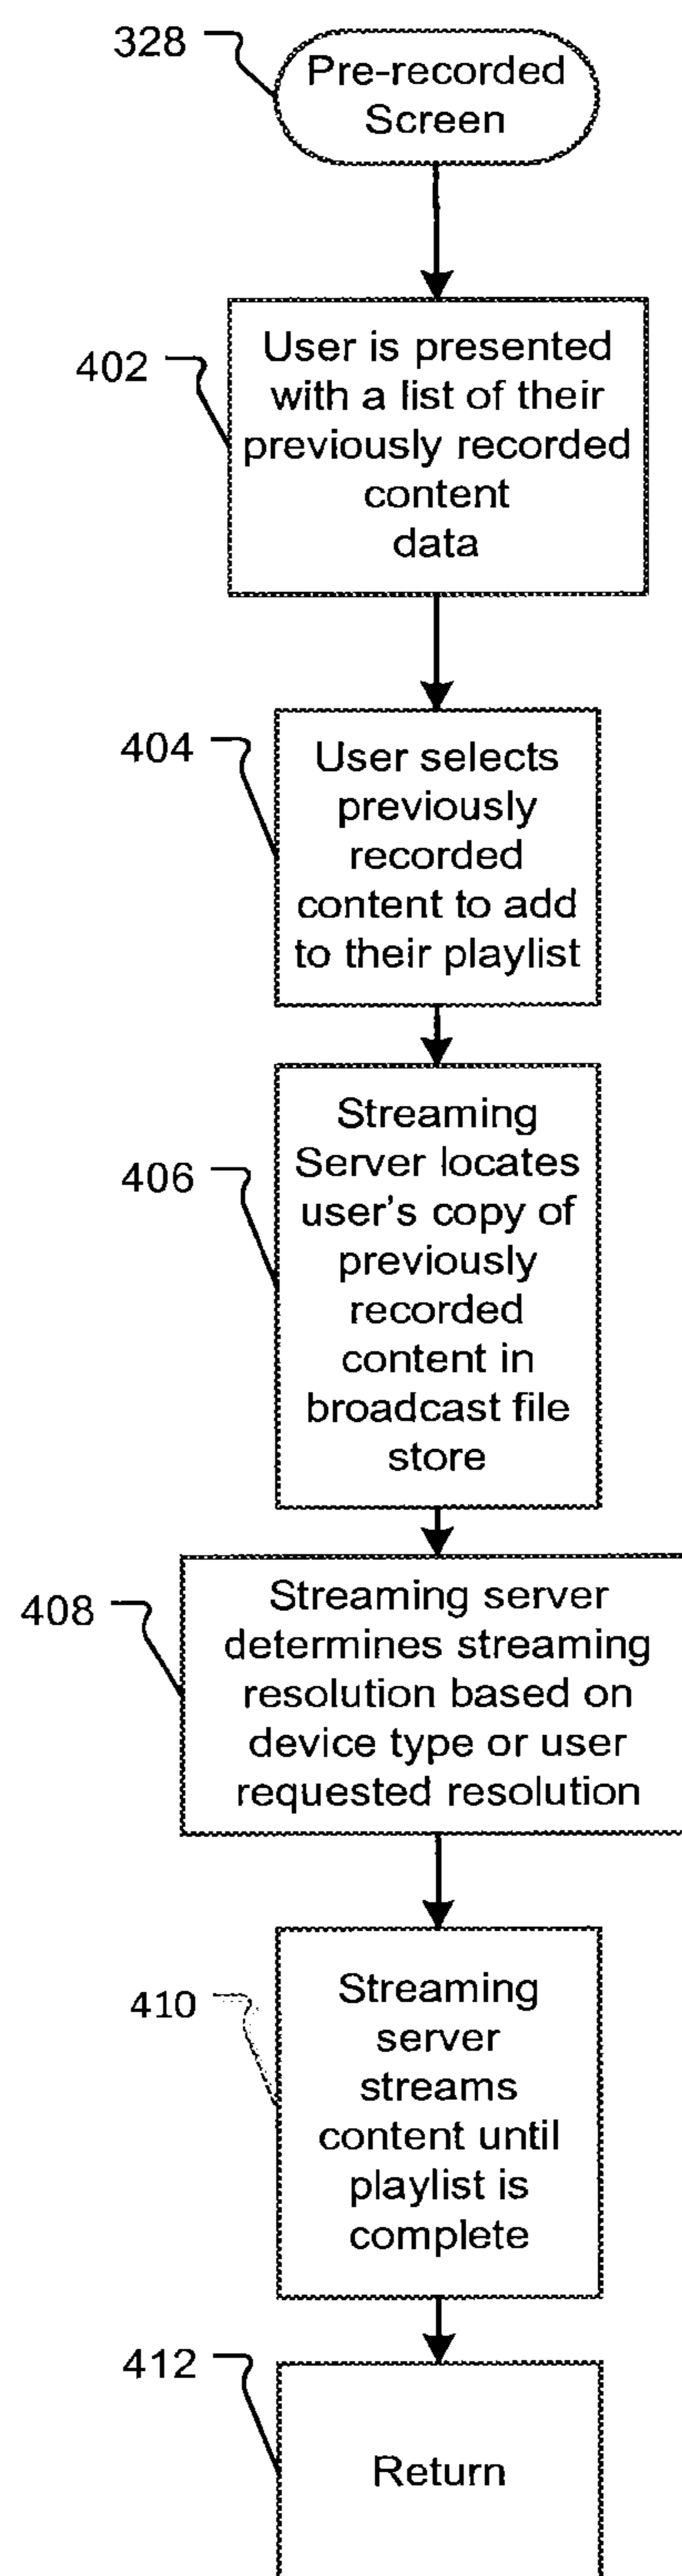 328
Pre-recorded
Screen
402
User is presented
with a list of their
previously recorded
content
data
404
User selects
previously
recorded
content to add
to their playlist
406
Streaming
Server locates
user's copy of
previously
recorded
content in
broadcast file
store
408
Streaming server
determines streaming
resolution based on
device type or user
requested resolution
410
Streaming
server
streams
content until
playlist is
complete
412
Return